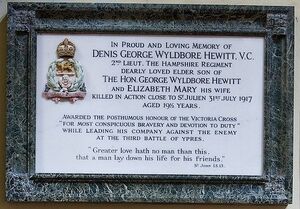 In Proud and Loving Memory of
Denis George Wyldbore Hewitt, V.C.
2nd Lieut. The Hampshire Regiment
dearly loved elder son of
The Hon. George Wyldbore Hewitt
and Elizabeth Mary his wife
killed in action close to St Julien 31st July 1917
aged 19½ years.
Awarded the posthumous honour of the Victoria Cross
"For most conspicuous bravery and devotion to duty"
while leading his company against the enemy
at the third battle of Ypres.
"Greater love hath no man than this,
that a man lay down his life for his friends."
St John 15.13.